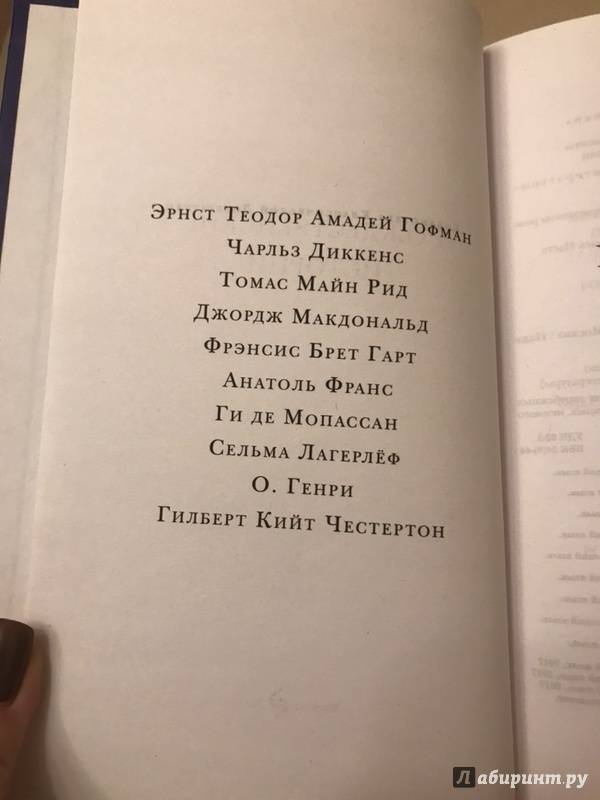 Эрнст Теодор Амадей Гофман
Чарльз Диккенс
Томас Майн Рид
Джордж Макдональд
Фрэнсис Брет Гарт
Анатоль Франс
Ги де Мопассан
Сельма Лагерлёф
О. Генри
Гилберт Кийт Честертон
Лабиринт.ру